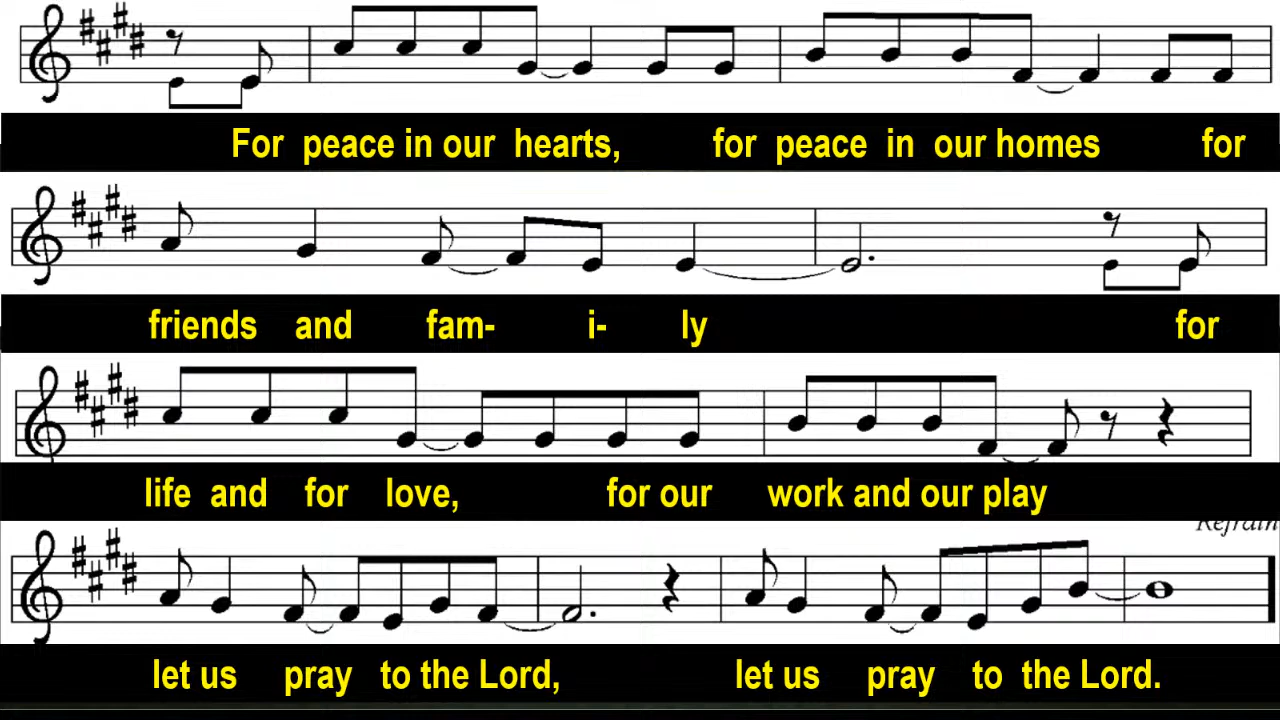 For peace in our hearts, for peace in our homes for
friends and fam- i- ly for
life and for love, for our work and our play
Refrain
let us pray to the Lord, let us pray to the Lord.